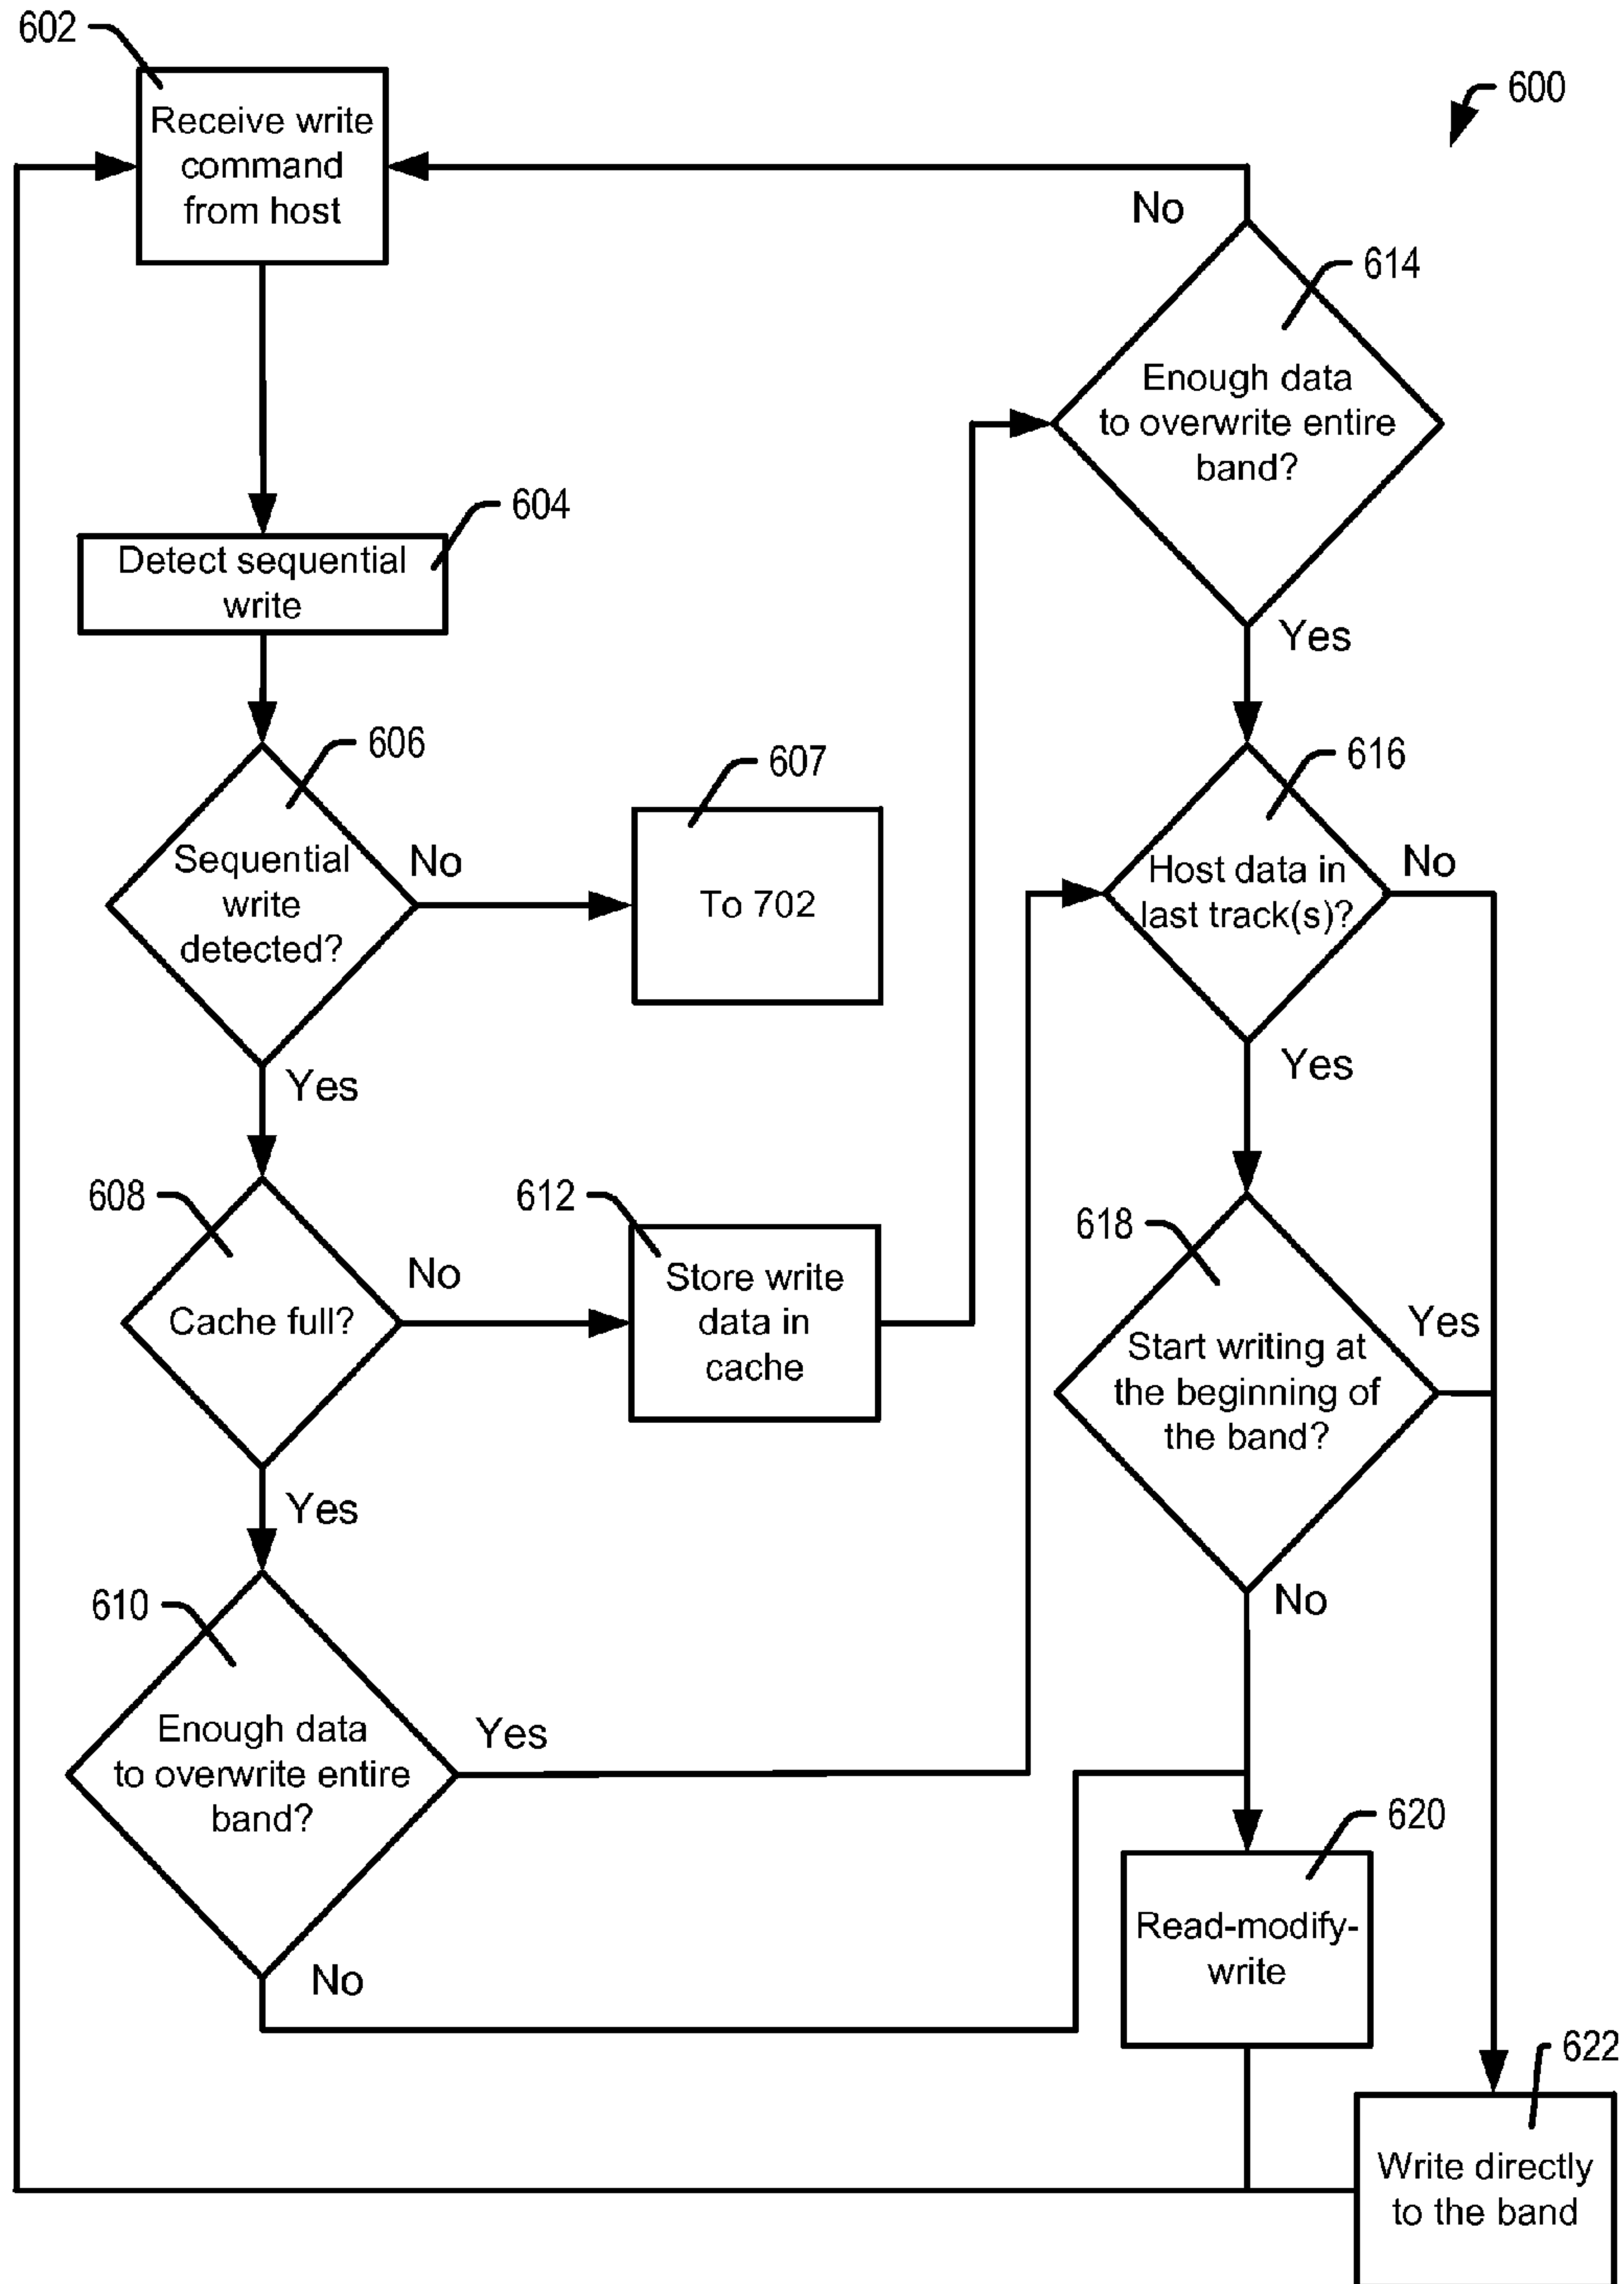 602
Receive write
command
from host
600
No
614
Enough data
to overwrite entire
band?
Yes
604
Detect sequential
write
606
Sequential
write
detected?
No
Yes
607
To 702
616
Host data in
last track(s)?
No
Yes
608
Cache full?
No
Yes
612
Store write
data in
cache
618
Start writing at
the beginning of
the band?
Yes
No
610
Enough data
to overwrite entire
band?
Yes
No
620
Read-modify-
write
622
Write directly
to the band